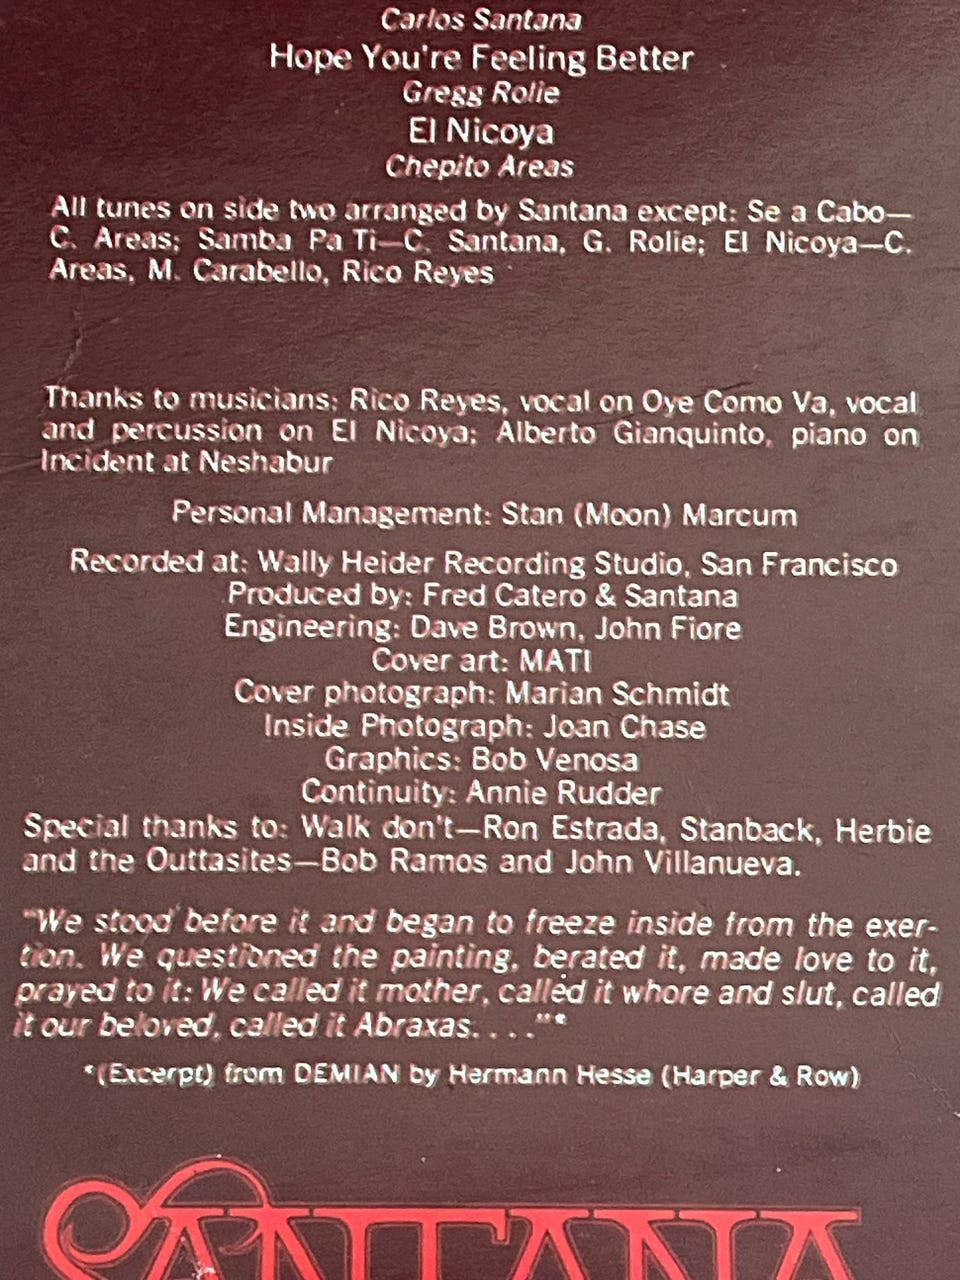 Carlos Santana
Hope You're Feeling Better
Gregg Rolie
El Nicoya
Chepito Areas
All tunes on side two arranged by Santana except: Se a Cabo—
C. Areas; Samba Pa Ti—C. Santana, G. Rolie; El Nicoya—C.
Areas, M. Carabello, Rico Reyes
Thanks to musicians: Rico Reyes, vocal on Oye Como Va, vocal
and percussion on El Nicoya; Alberto Gianquinto, piano on
Incident at Neshabur
Personal Management: Stan (Moon) Marcum
Recorded at: Wally Heider Recording Studio, San Francisco
Produced by: Fred Catero & Santana
Engineering: Dave Brown, John Fiore
Cover art: MATI
Cover photograph: Marian Schmidt
Inside Photograph: Joan Chase
Graphics: Bob Venosa
Continuity: Annie Rudder
Special thanks to: Walk don't—Ron Estrada, Stanback, Herbie
and the Outtasites—Bob Ramos and John Villanueva.
"We stood before it and began to freeze inside from the exer-
tion. We questioned the painting, berated it, made love to it,
prayed to it: We called it mother, called it whore and slut, called
it our beloved, called it Abraxas. . . ."*
*(Excerpt) from DEMIAN by Hermann Hesse (Harper & Row)
SANTANA